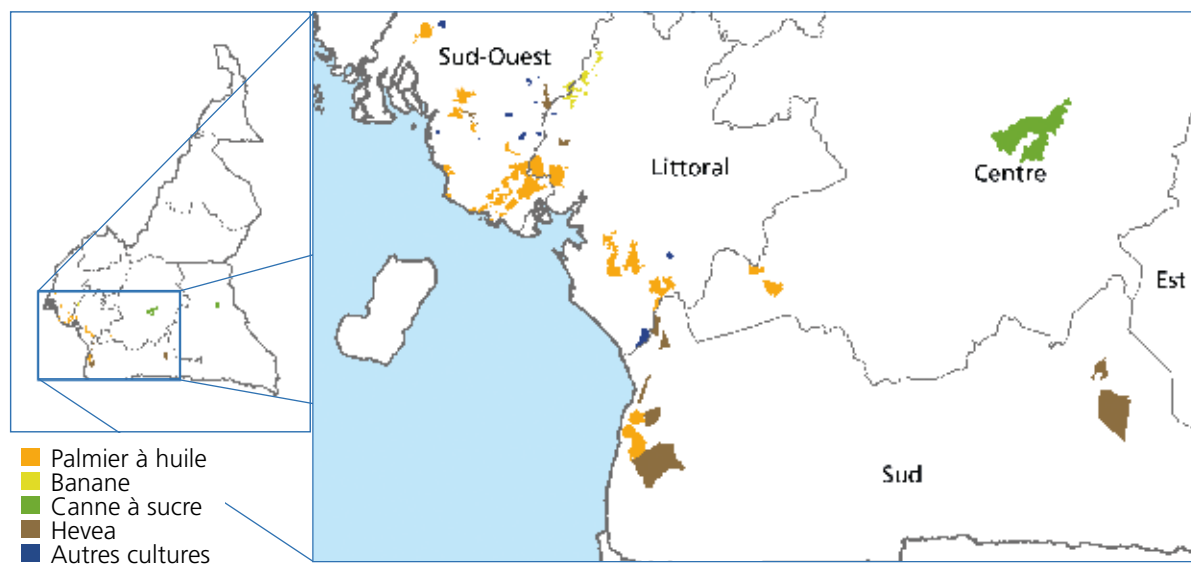 Sud-Ouest
Littoral
Centre
Est
Sud
Palmier à huile
Banane
Canne à sucre
Hevea
Autres cultures